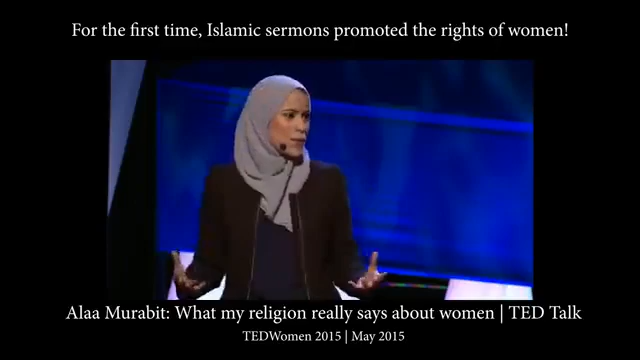 For the first time, Islamic sermons promoted the rights of women!
Alaa Murabit: What my religion really says about women | TED Talk
TEDWomen 2015 | May 2015